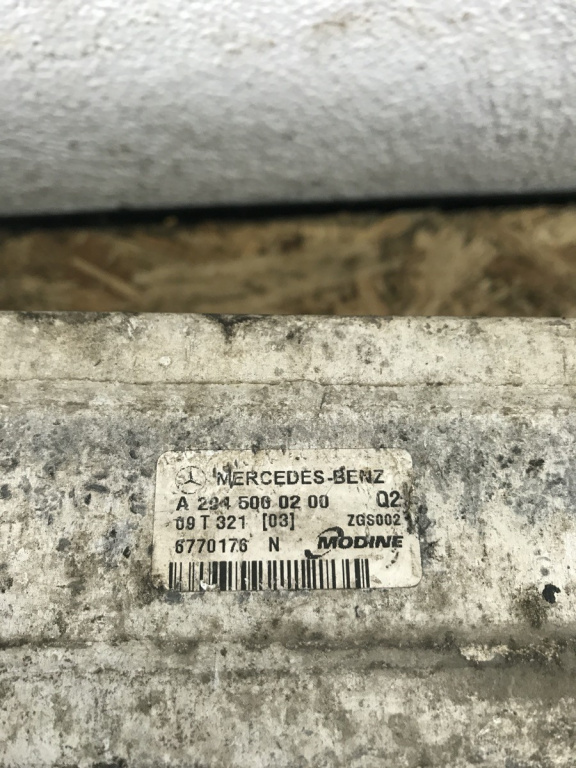 MERCEDES-BENZ
A 204 500 02 00 Q2
09 T 321 [03] ZGS002
6770176 N MODINE